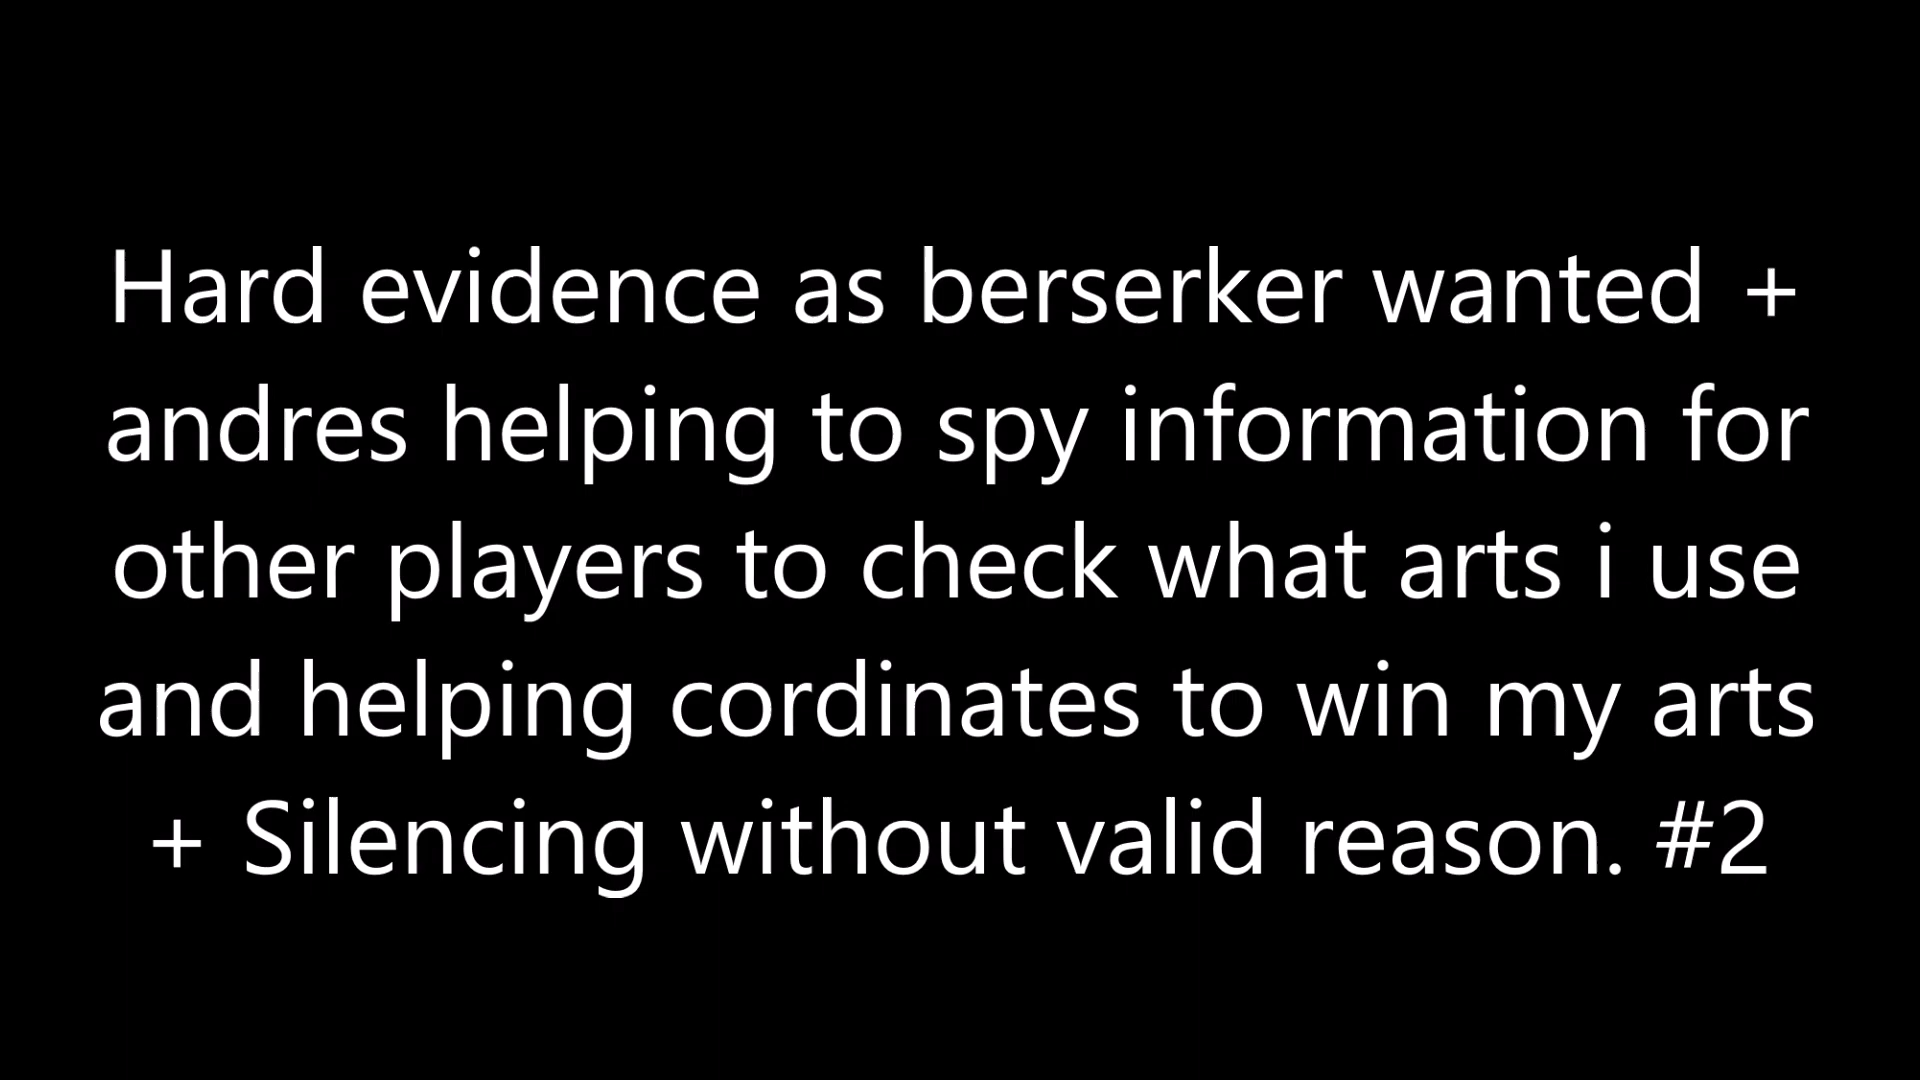 Hard evidence as berserker wanted +
andres helping to spy information for
other players to check what arts i use
and helping cordinates to win my arts
+ Silencing without valid reason. #2